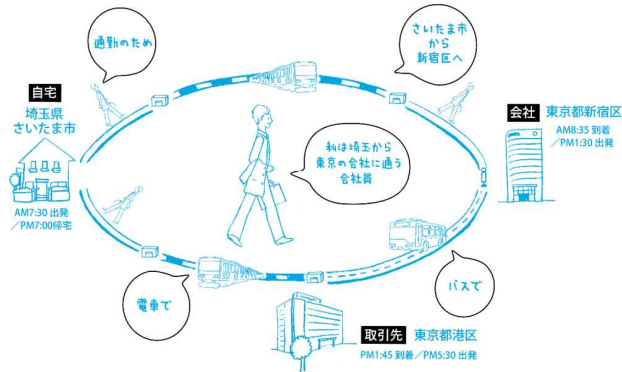 通勤のため
さいたま市
から
新宿区へ
自宅
埼玉県
さいたま市
AM7:30 出発
／PM7:00帰宅
私は埼玉から
東京の会社に通う
会社員
会社 東京都新宿区
AM8:35 到着
／PM1:30 出発
電車で
バスで
取引先 東京都港区
PM1:45 到着／PM5:30 出発